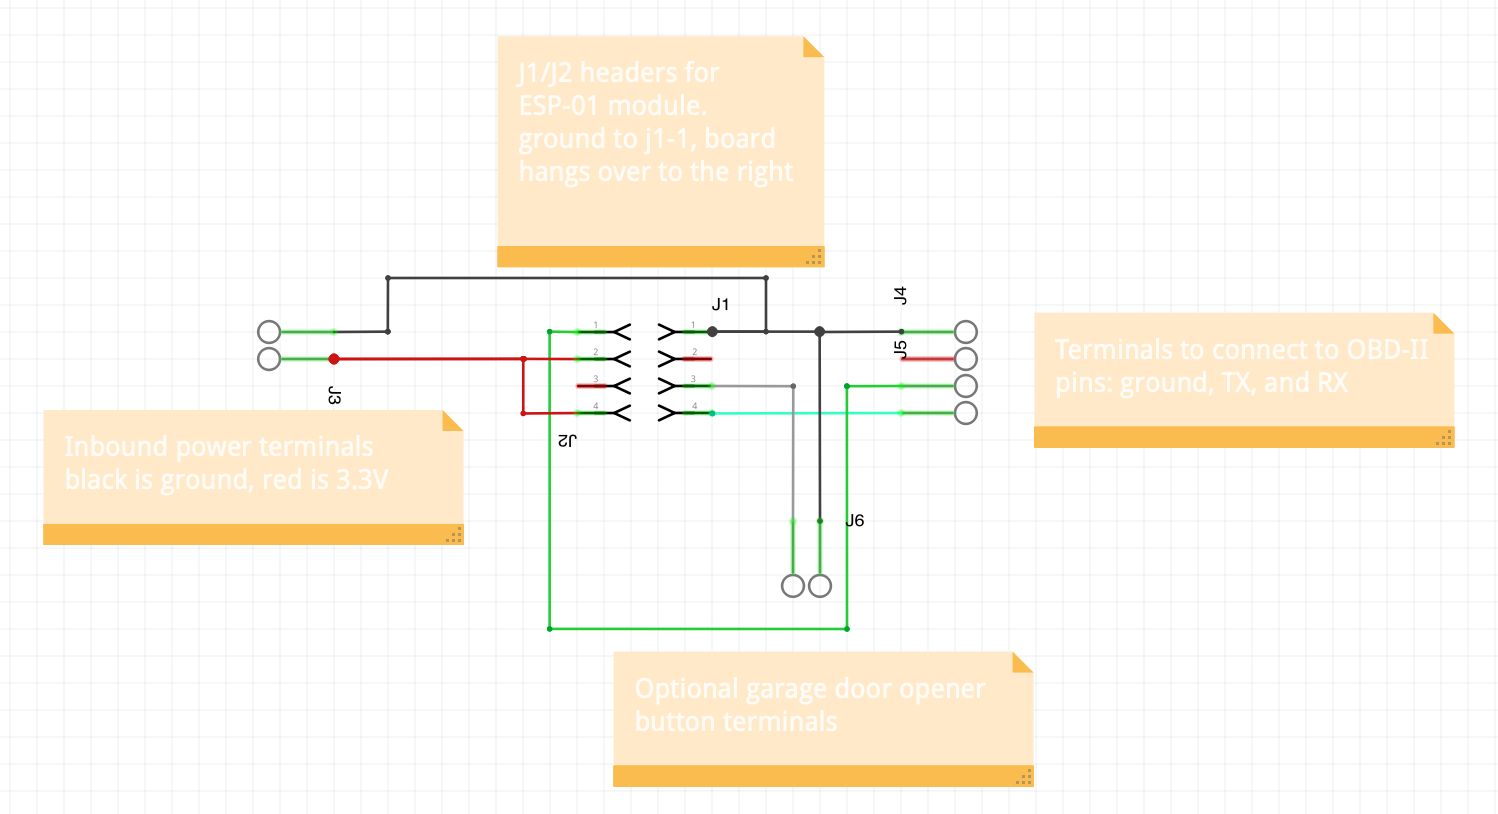 J1/J2 headers for
ESP-01 module.
ground to j1-1, board
hangs over to the right
J1
J4
J5
1
2
3
4
1
2
3
4
J3
J2
Terminals to connect to OBD-II
pins: ground, TX, and RX
Inbound power terminals
black is ground, red is 3.3V
J6
Optional garage door opener
button terminals